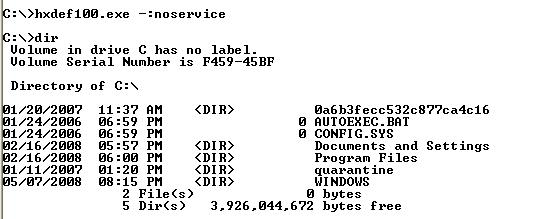 C:\>hxdef100.exe -:noservice
C:\>dir
Volume in drive C has no label.
Volume Serial Number is F459-45BF
Directory of C:\
01/20/2007 11:37 AM <DIR> 0a6b3fecc532c877ca4c16
01/24/2006 06:59 PM 0 AUTOEXEC.BAT
01/24/2006 06:59 PM 0 CONFIG.SYS
02/16/2008 05:57 PM <DIR> Documents and Settings
02/16/2008 06:00 PM <DIR> Program Files
01/11/2007 01:20 PM <DIR> quarantine
05/07/2008 08:15 PM <DIR> WINDOWS
2 File(s) 0 bytes
5 Dir(s) 3,926,044,672 bytes free